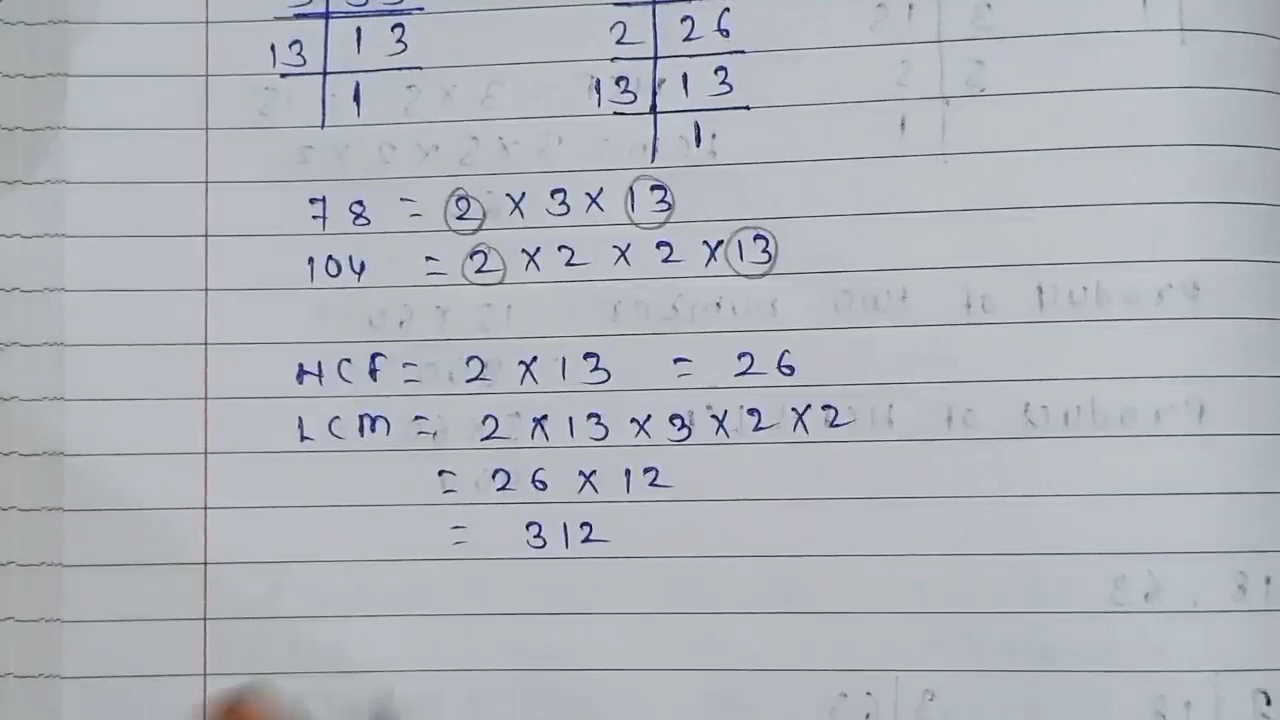 13 | 13
1
2 | 26
13 | 13
1
78 = 2 × 3 × 13
104 = 2 × 2 × 2 × 13
HCF = 2 × 13 = 26
LCM = 2 × 13 × 3 × 2 × 2
= 26 × 12
= 312